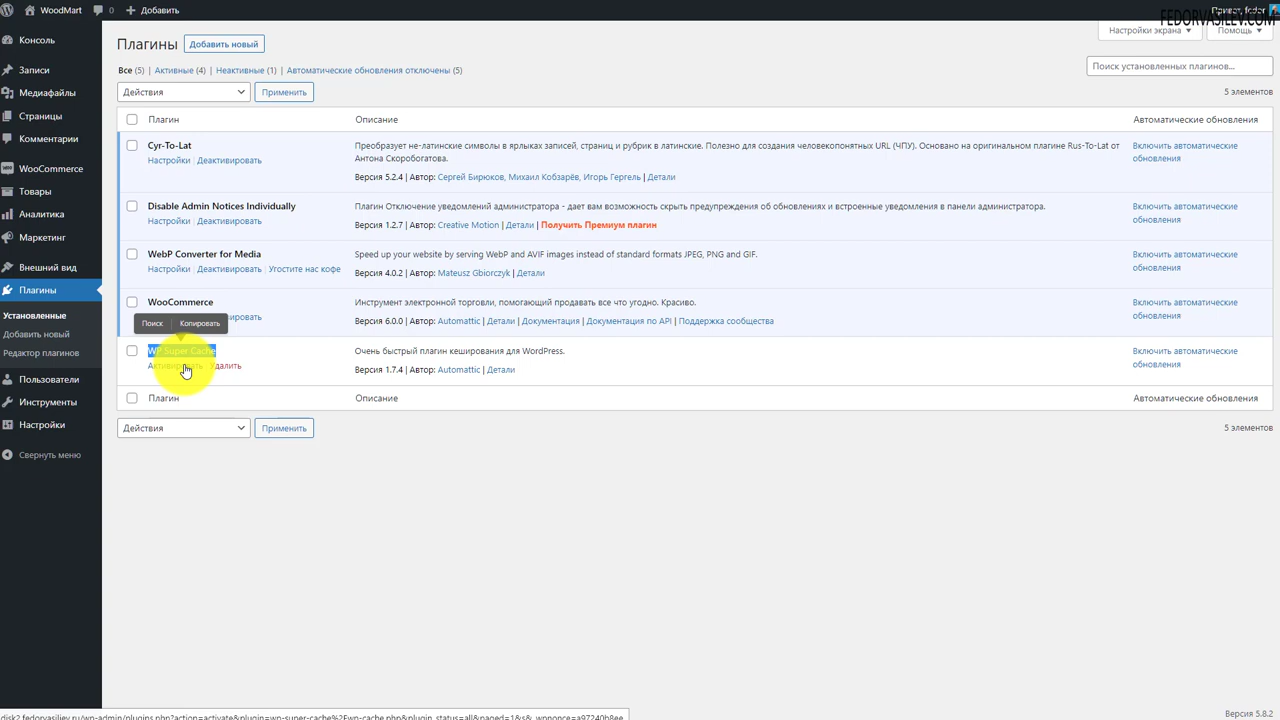 WoodMart 0 Добавить
FEDORVASILEV.COM
Консоль
Записи
Медиафайлы
Страницы
Комментарии
WooCommerce
Товары
Аналитика
Маркетинг
Внешний вид
Плагины
Установленные
Добавить новый
Редактор плагинов
Пользователи
Инструменты
Настройки
Свернуть меню
Настройки экрана ▼ Помощь ▼
Плагины Добавить новый
Все (5) | Активные (4) | Неактивные (1) | Автоматические обновления отключены (5)
Поиск установленных плагинов...
Действия Применить 5 элементов
Плагин Описание Автоматические обновления
Cyr-To-Lat
Настройки | Деактивировать
Преобразует не-латинские символы в ярлыках записей, страниц и рубрик в латинские. Полезно для создания человекопонятных URL (ЧПУ). Основано на оригинальном плагине Rus-To-Lat от
Антона Скоробогатова.
Версия 5.2.4 | Автор: Сергей Бирюков, Михаил Кобзарёв, Игорь Гергель | Детали
Включить автоматические
обновления
Disable Admin Notices Individually
Настройки | Деактивировать
Плагин Отключение уведомлений администратора - дает вам возможность скрыть предупреждения об обновлениях и встроенные уведомления в панели администратора.
Версия 1.2.7 | Автор: Creative Motion | Детали | Получить Премиум плагин
Включить автоматические
обновления
WebP Converter for Media
Настройки | Деактивировать | Угостите нас кофе
Speed up your website by serving WebP and AVIF images instead of standard formats JPEG, PNG and GIF.
Версия 4.0.2 | Автор: Mateusz Gbiorczyk | Детали
Включить автоматические
обновления
WooCommerce
Поиск Копировать
Инструмент электронной торговли, помогающий продавать все что угодно. Красиво.
Версия 6.0.0 | Автор: Automattic | Детали | Документация | Документация по API | Поддержка сообщества
Включить автоматические
обновления
WP Super Cache
Активировать Удалить
Очень быстрый плагин кеширования для WordPress.
Версия 1.7.4 | Автор: Automattic | Детали
Включить автоматические
обновления
Плагин Описание Автоматические обновления
Действия Применить 5 элементов
Версия 5.8.2